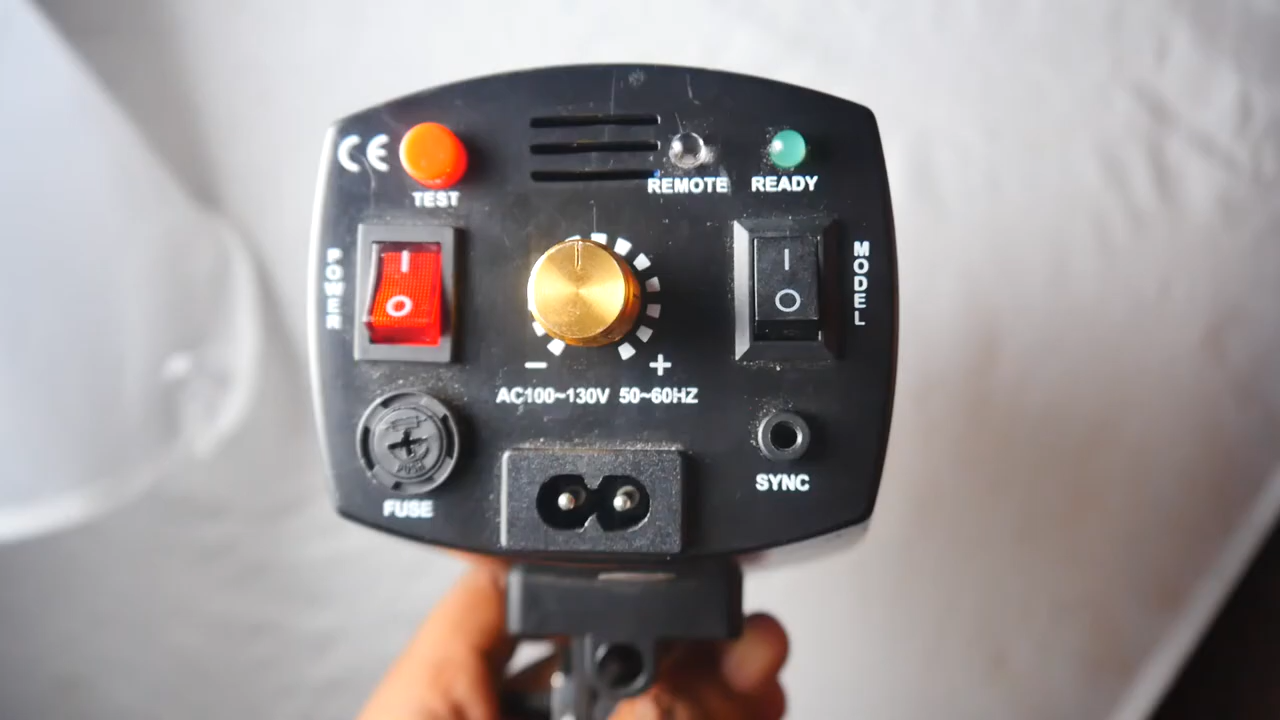 CE
TEST
REMOTE
READY
POWER
I
O
I
O
MODEL
− +
AC100~130V 50~60HZ
FUSE
SYNC